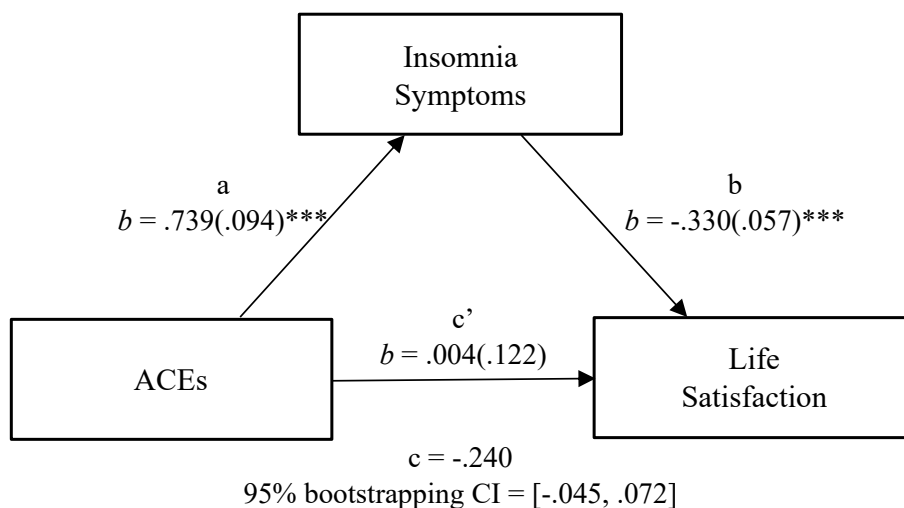 Insomnia
Symptoms
a
b = .739(.094)***
b
b = -.330(.057)***
ACEs
c’
b = .004(.122)
Life
Satisfaction
c = -.240
95% bootstrapping CI = [-.045, .072]